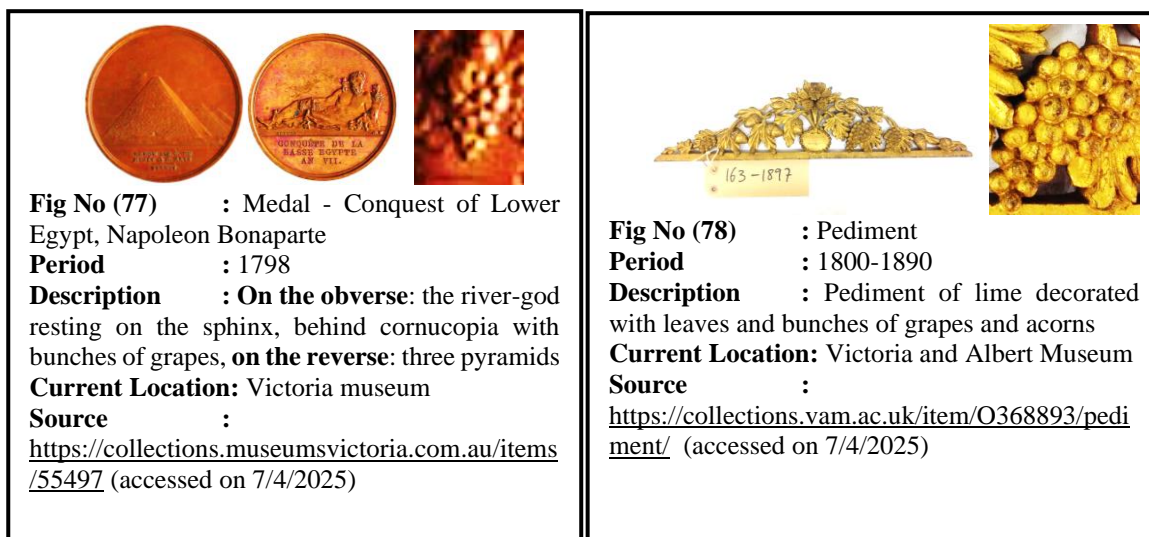 CONQUÊTE DE LA
BASSE EGYPTE
AN VII.
Fig No (77) : Medal - Conquest of Lower
Egypt, Napoleon Bonaparte
Period : 1798
Description : On the obverse: the river-god
resting on the sphinx, behind cornucopia with
bunches of grapes, on the reverse: three pyramids
Current Location: Victoria museum
Source :
https://collections.museumsvictoria.com.au/items
/55497 (accessed on 7/4/2025)
163-1897
Fig No (78) : Pediment
Period : 1800-1890
Description : Pediment of lime decorated
with leaves and bunches of grapes and acorns
Current Location: Victoria and Albert Museum
Source :
https://collections.vam.ac.uk/item/O368893/pedi
ment/ (accessed on 7/4/2025)